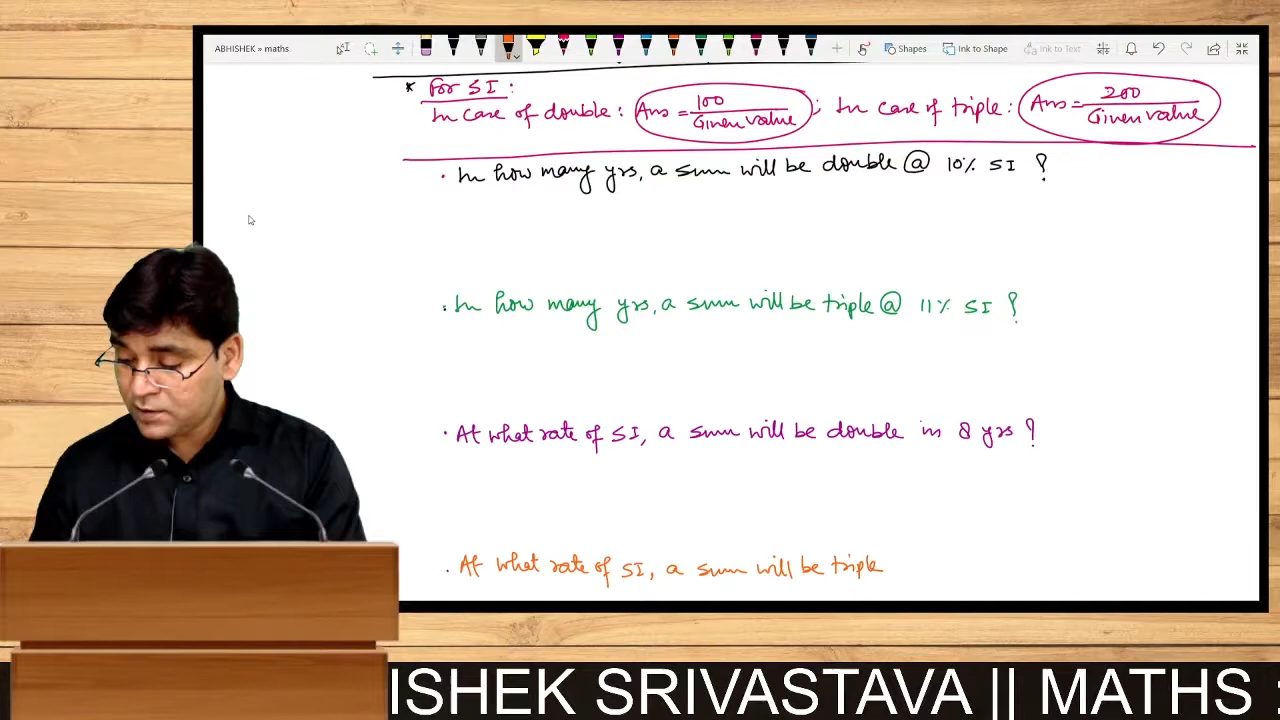 ABHISHEK » maths
Shapes
Ink to Shape
Ink to Text
* For SI :
In case of double : Ans = 100 / Given value ; In case of triple : Ans = 200 / Given value
· In how many yrs, a sum will be double @ 10% SI ?
· In how many yrs, a sum will be triple @ 11% SI ?
· At what rate of SI, a sum will be double in 8 yrs ?
· At what rate of SI, a sum will be triple
ISHEK SRIVASTAVA || MATHS :